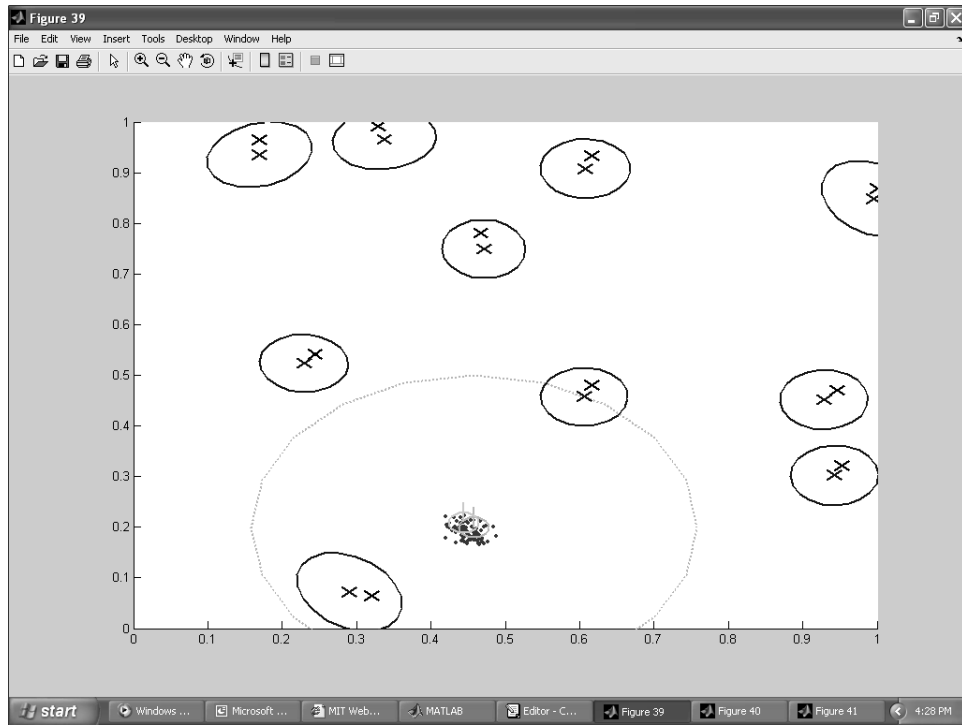 Figure 39
File Edit View Insert Tools Desktop Window Help
1
0.9
0.8
0.7
0.6
0.5
0.4
0.3
0.2
0.1
0
0 0.1 0.2 0.3 0.4 0.5 0.6 0.7 0.8 0.9 1
start Windows ... Microsoft ... MIT Web... MATLAB Editor - C... Figure 39 Figure 40 Figure 41 4:28 PM